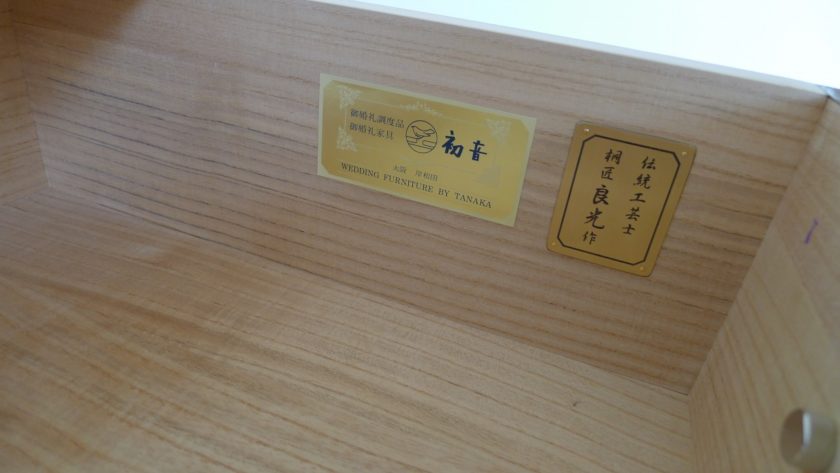 御婚礼調度品
御婚礼家具
初音
大阪 岸和田
WEDDING FURNITURE BY TANAKA
伝統工芸士
桐匠 良光 作